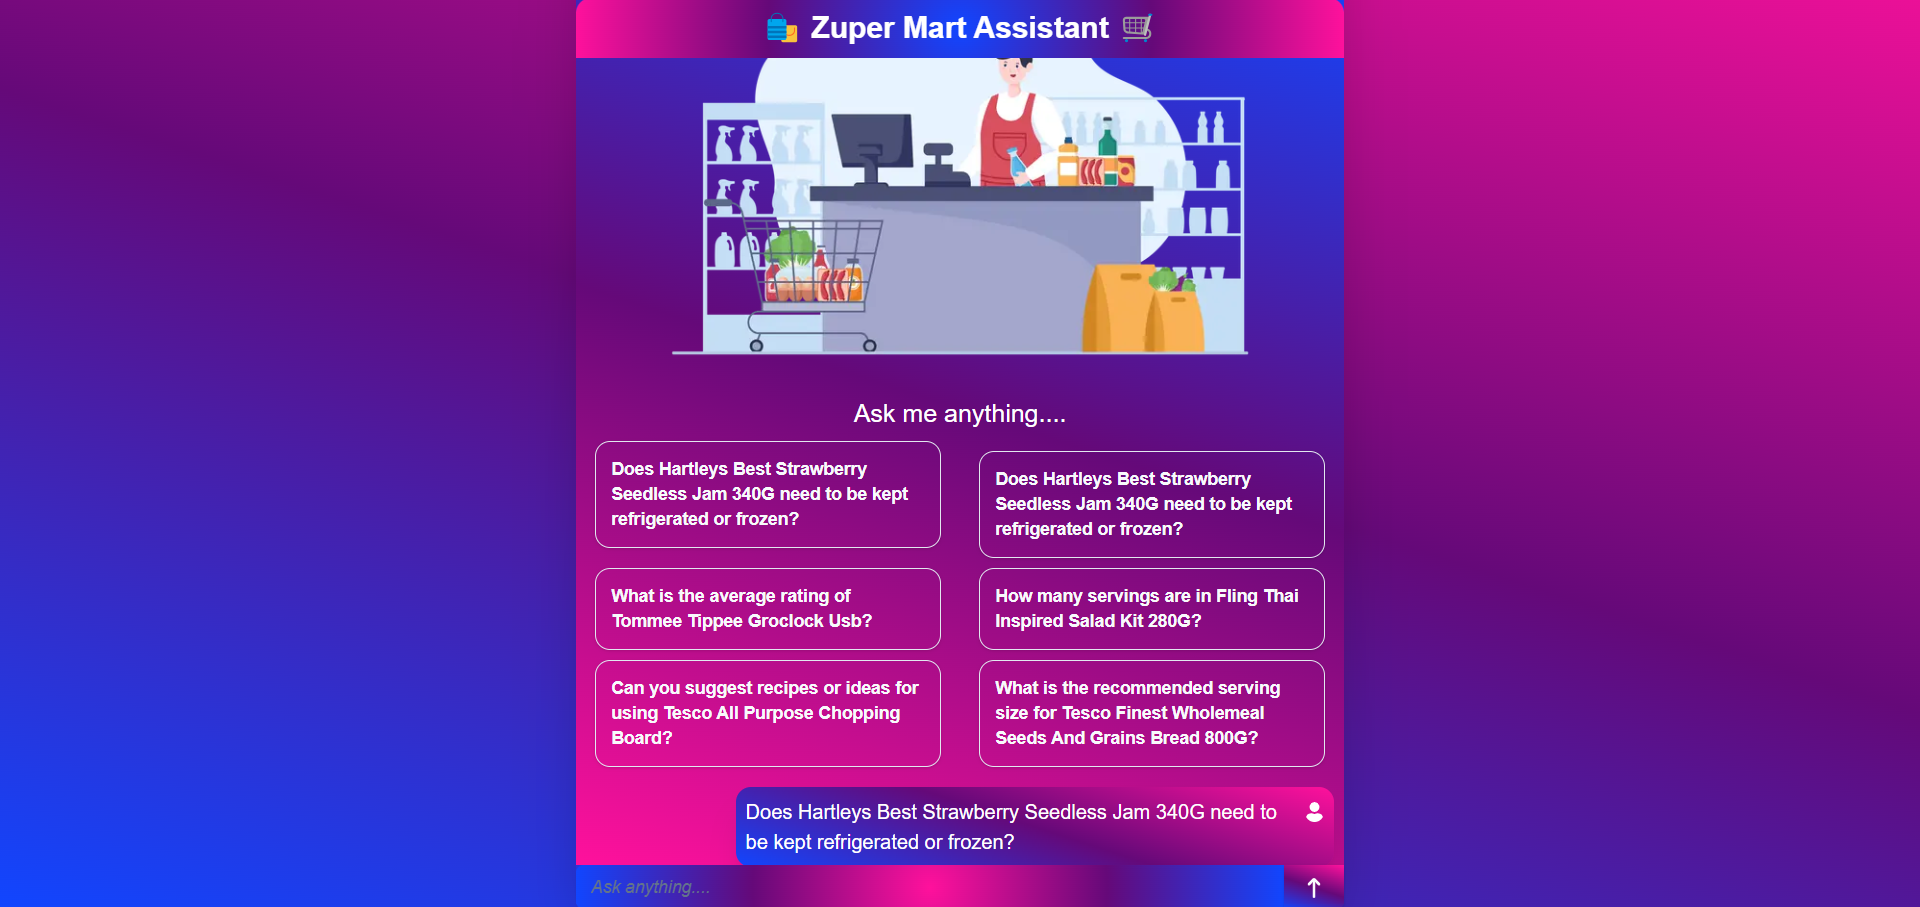 Zuper Mart Assistant
Ask me anything....
Does Hartleys Best Strawberry
Seedless Jam 340G need to be kept
refrigerated or frozen?
Does Hartleys Best Strawberry
Seedless Jam 340G need to be kept
refrigerated or frozen?
What is the average rating of
Tommee Tippee Groclock Usb?
How many servings are in Fling Thai
Inspired Salad Kit 280G?
Can you suggest recipes or ideas for
using Tesco All Purpose Chopping
Board?
What is the recommended serving
size for Tesco Finest Wholemeal
Seeds And Grains Bread 800G?
Does Hartleys Best Strawberry Seedless Jam 340G need to
be kept refrigerated or frozen?
Ask anything....